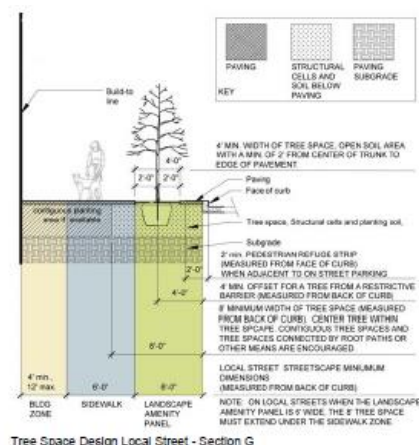 PAVING
STRUCTURAL
CELLS AND
SOIL BELOW
PAVING
PAVING
SUBGRADE
KEY
Build-to
line
4'-0"
2'-0" 2'-0"
4' MIN. WIDTH OF TREE SPACE, OPEN SOIL AREA
WITH A MIN. OF 2' FROM CENTER OF TRUNK TO
EDGE OF PAVEMENT
Paving
Face of curb
contiguous planting
area if available
Tree space, Structural cells and planting soil,
Subgrade
2'-0"
2' min. PEDESTRIAN REFUGE STRIP
(MEASURED FROM FACE OF CURB)
WHEN ADJACENT TO ON STREET PARKING
4'-0"
4' MIN. OFFSET FOR A TREE FROM A RESTRICTIVE
BARRIER (MEASURED FROM BACK OF CURB)
8' MINIMUM WIDTH OF TREE SPACE (MEASURED
FROM BACK OF CURB). CENTER TREE WITHIN
TREE SPCAPE. CONTIGUOUS TREE SPACES AND
TREE SPACES CONNECTED BY ROOT PATHS OR
OTHER MEANS ARE ENCOURAGED.
4' min.,
12' max
6'-0"
LOCAL STREET STREETSCAPE MINIUMUM
DIMENSIONS
(MEASURED FROM BACK OF CURB)
BLDG
ZONE
SIDEWALK
LANDSCAPE
AMENITY
PANEL
NOTE: ON LOCAL STREETS WHEN THE LANDSCAPE
AMENITY PANEL IS 6' WIDE, THE 8' TREE SPACE
MUST EXTEND UNDER THE SIDEWALK ZONE.
Tree Space Design Local Street - Section G